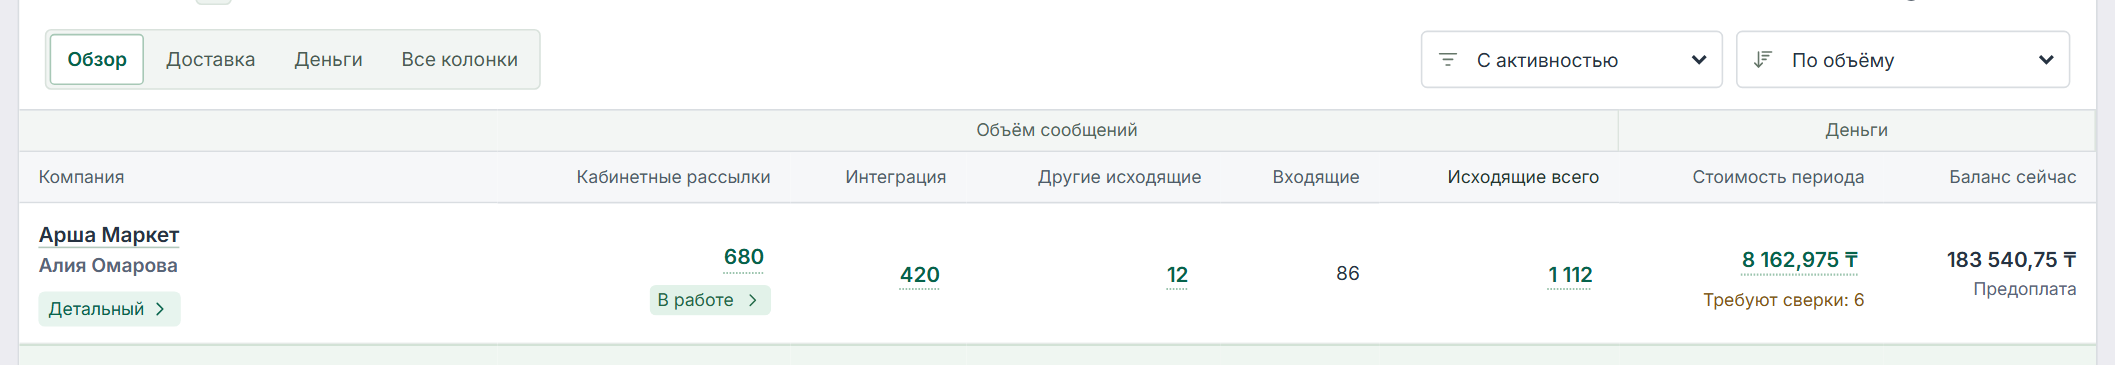 Обзор Доставка Деньги Все колонки С активностью По объёму
Объём сообщений Деньги
Компания Кабинетные рассылки Интеграция Другие исходящие Входящие Исходящие всего Стоимость периода Баланс сейчас
Арша Маркет
Алия Омарова
Детальный
680
В работе
420
12
86
1 112
8 162,975 ₸
Требуют сверки: 6
183 540,75 ₸
Предоплата